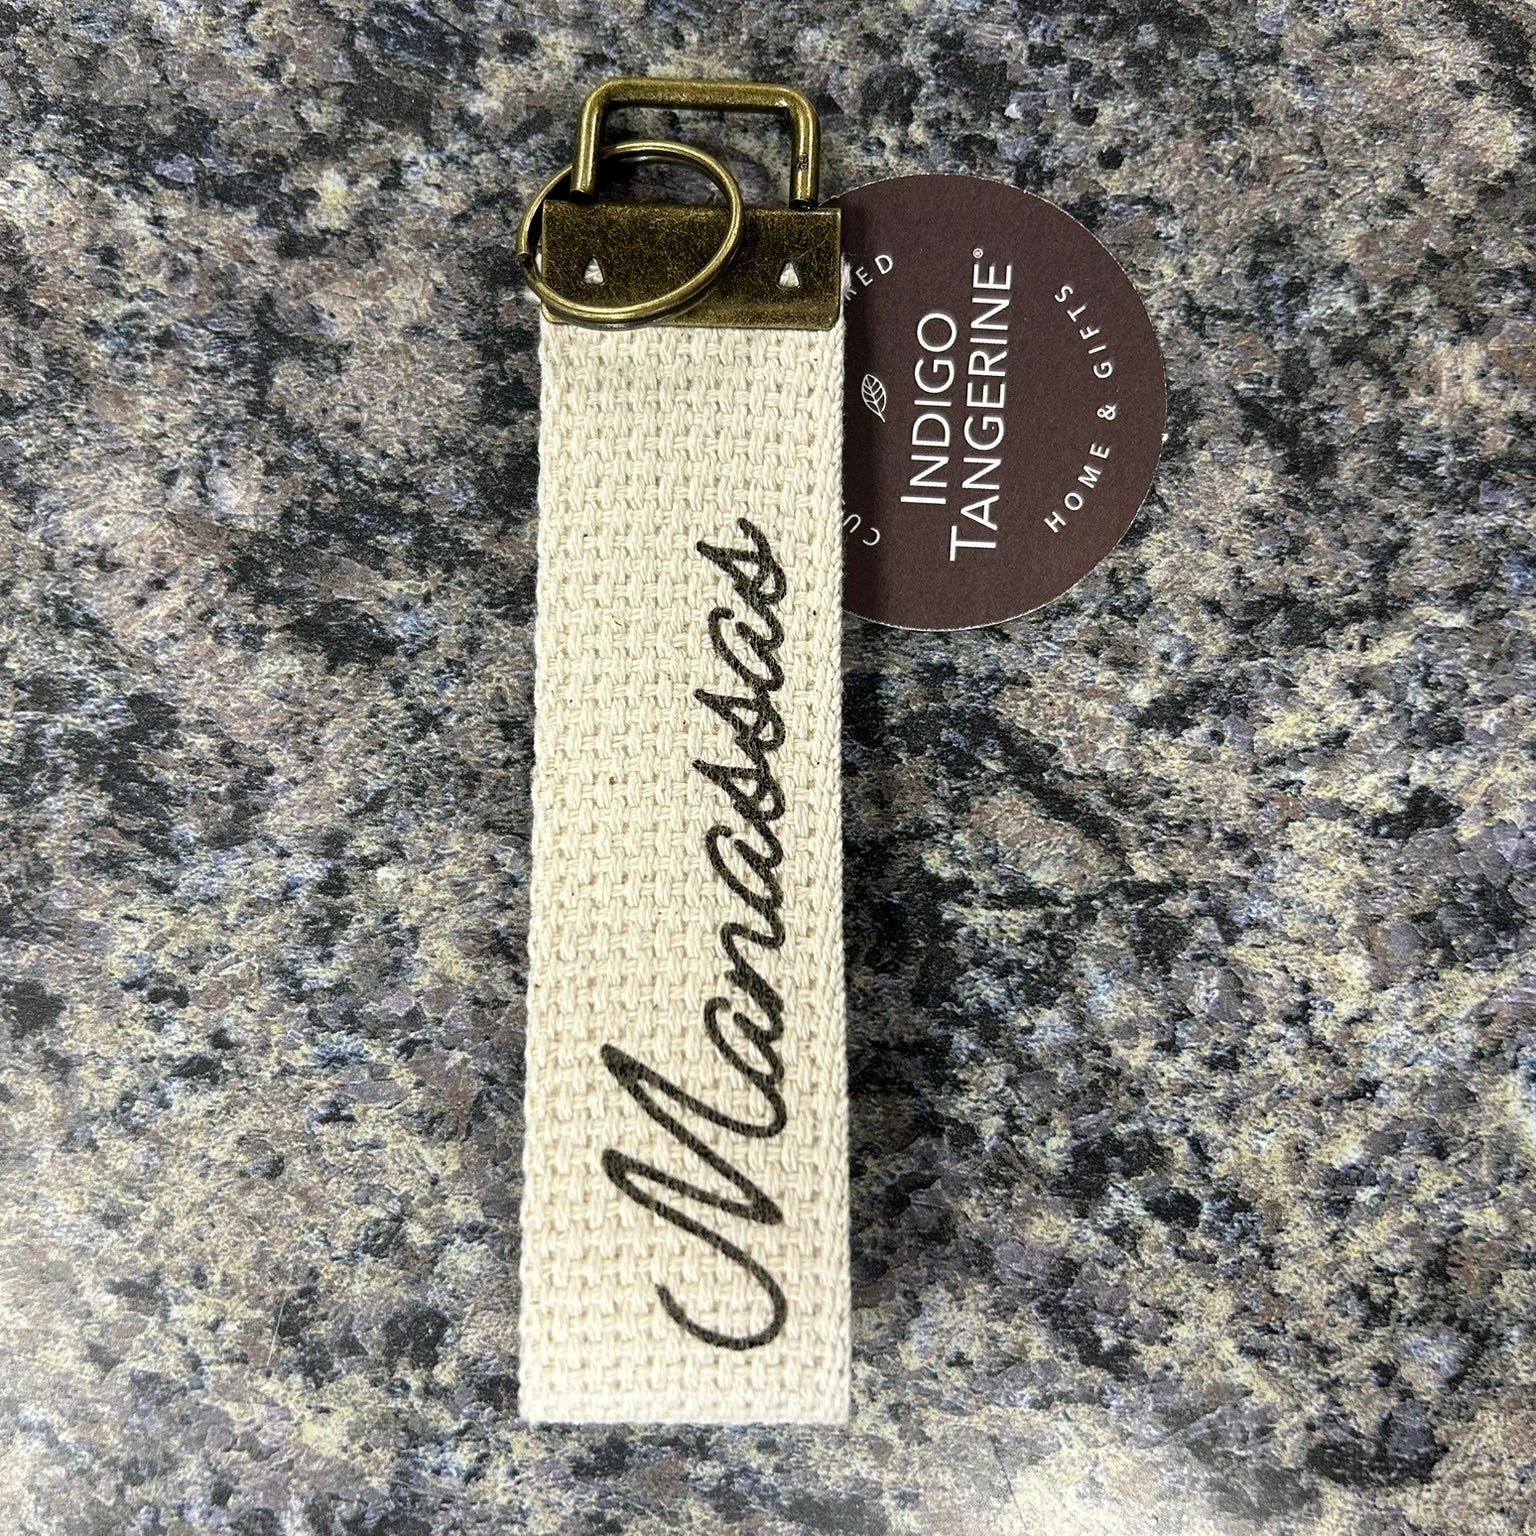 Manassas
INDIGO
TANGERINE®
HOME & GIFTS